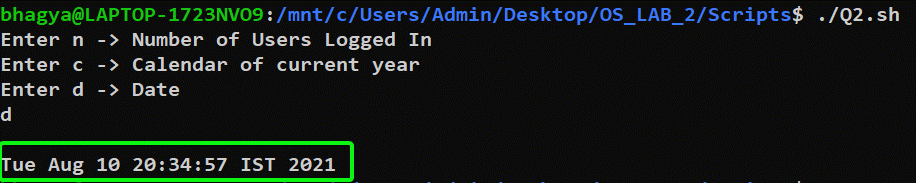 bhagya@LAPTOP-1723NVO9:/mnt/c/Users/Admin/Desktop/OS_LAB_2/Scripts$ ./Q2.sh
Enter n -> Number of Users Logged In
Enter c -> Calendar of current year
Enter d -> Date
d
Tue Aug 10 20:34:57 IST 2021